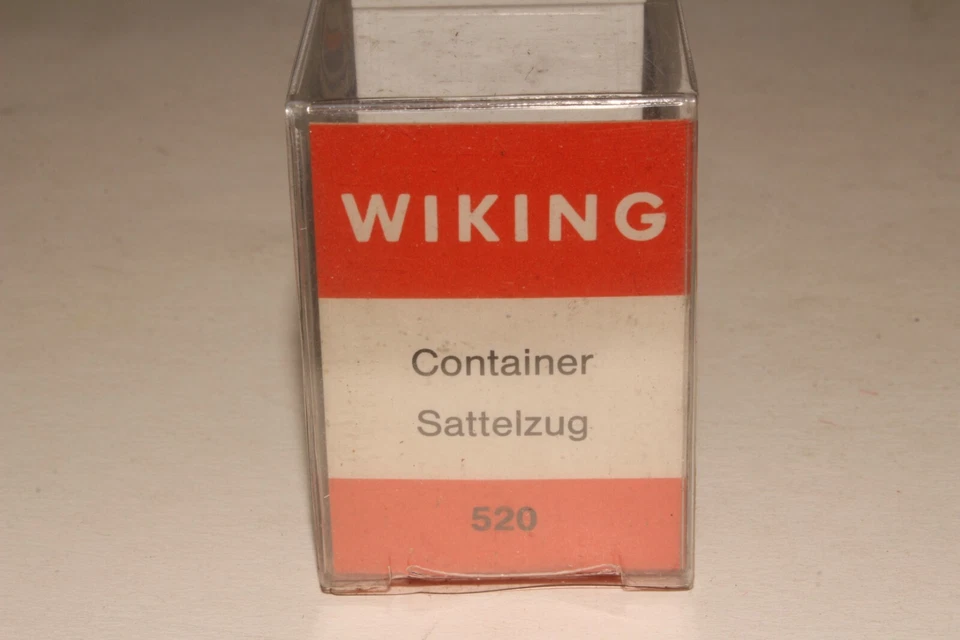 WIKING
Container
Sattelzug
520